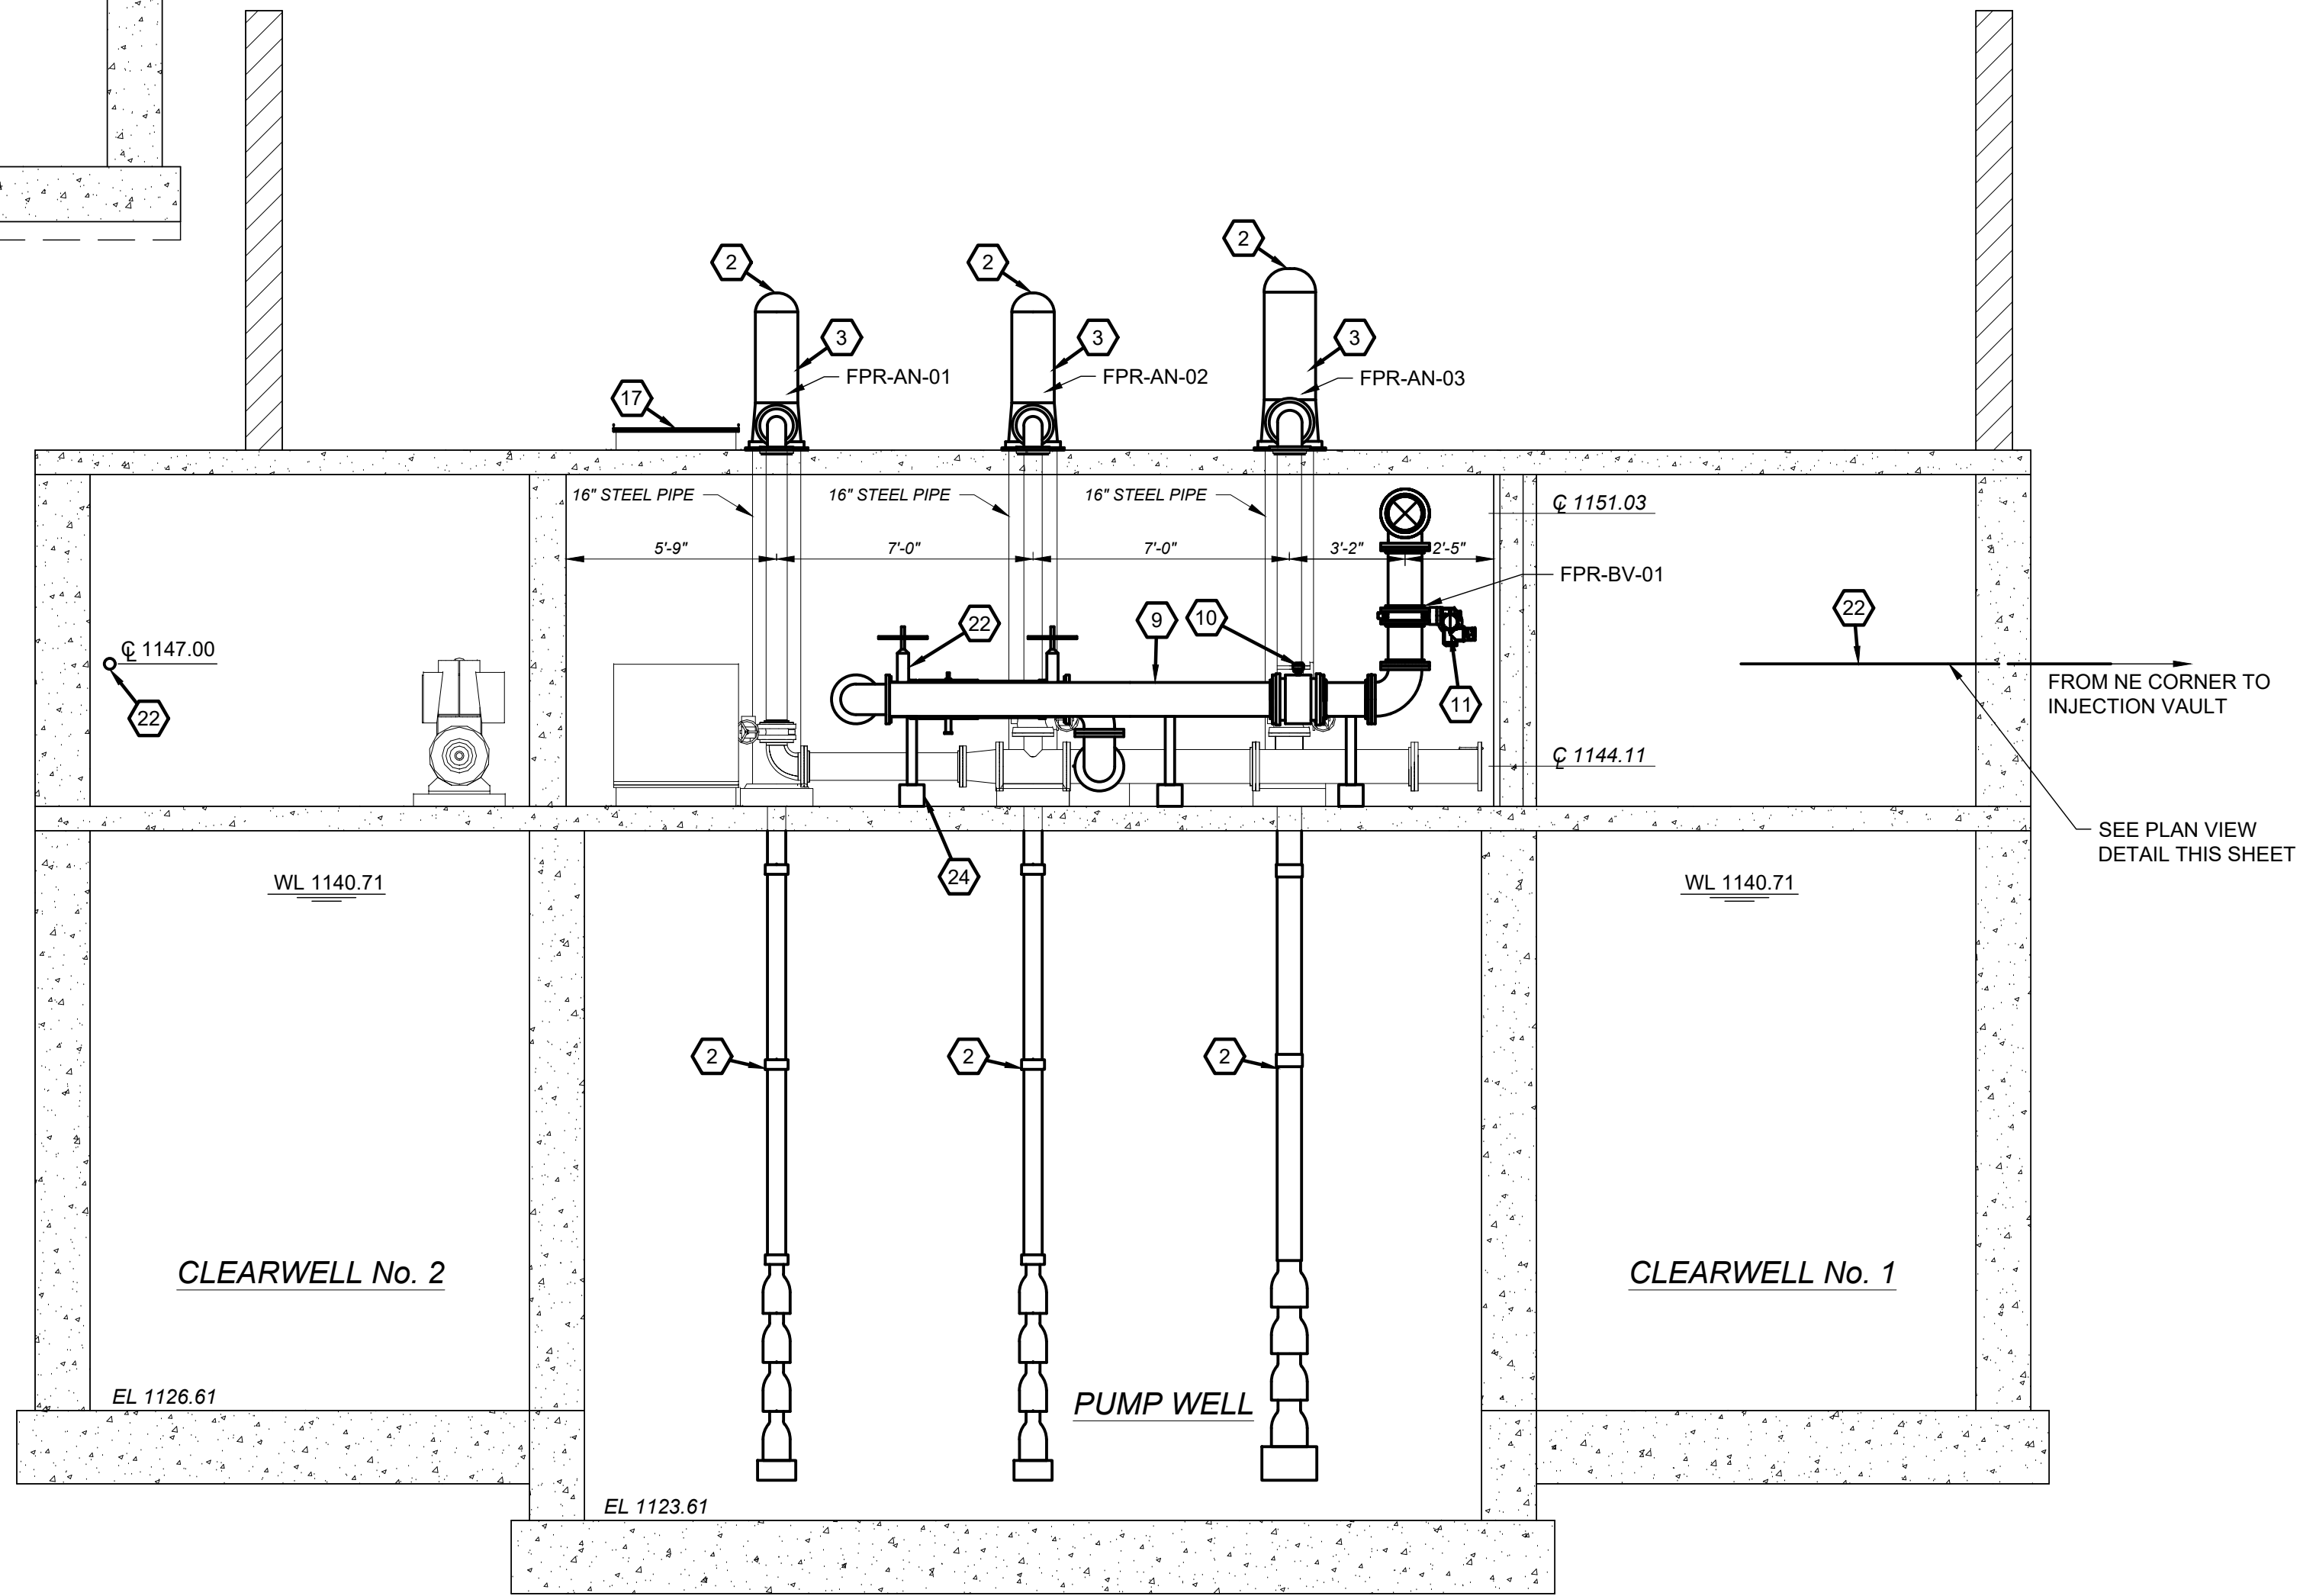 2
2
2
3
3
3
FPR-AN-01
FPR-AN-02
FPR-AN-03
17
16" STEEL PIPE
16" STEEL PIPE
16" STEEL PIPE
℄ 1151.03
5'-9"
7'-0"
7'-0"
3'-2"
2'-5"
FPR-BV-01
22
9
10
22
℄ 1147.00
22
11
FROM NE CORNER TO
INJECTION VAULT
℄ 1144.11
SEE PLAN VIEW
DETAIL THIS SHEET
24
WL 1140.71
WL 1140.71
2
2
2
CLEARWELL No. 2
CLEARWELL No. 1
EL 1126.61
PUMP WELL
EL 1123.61